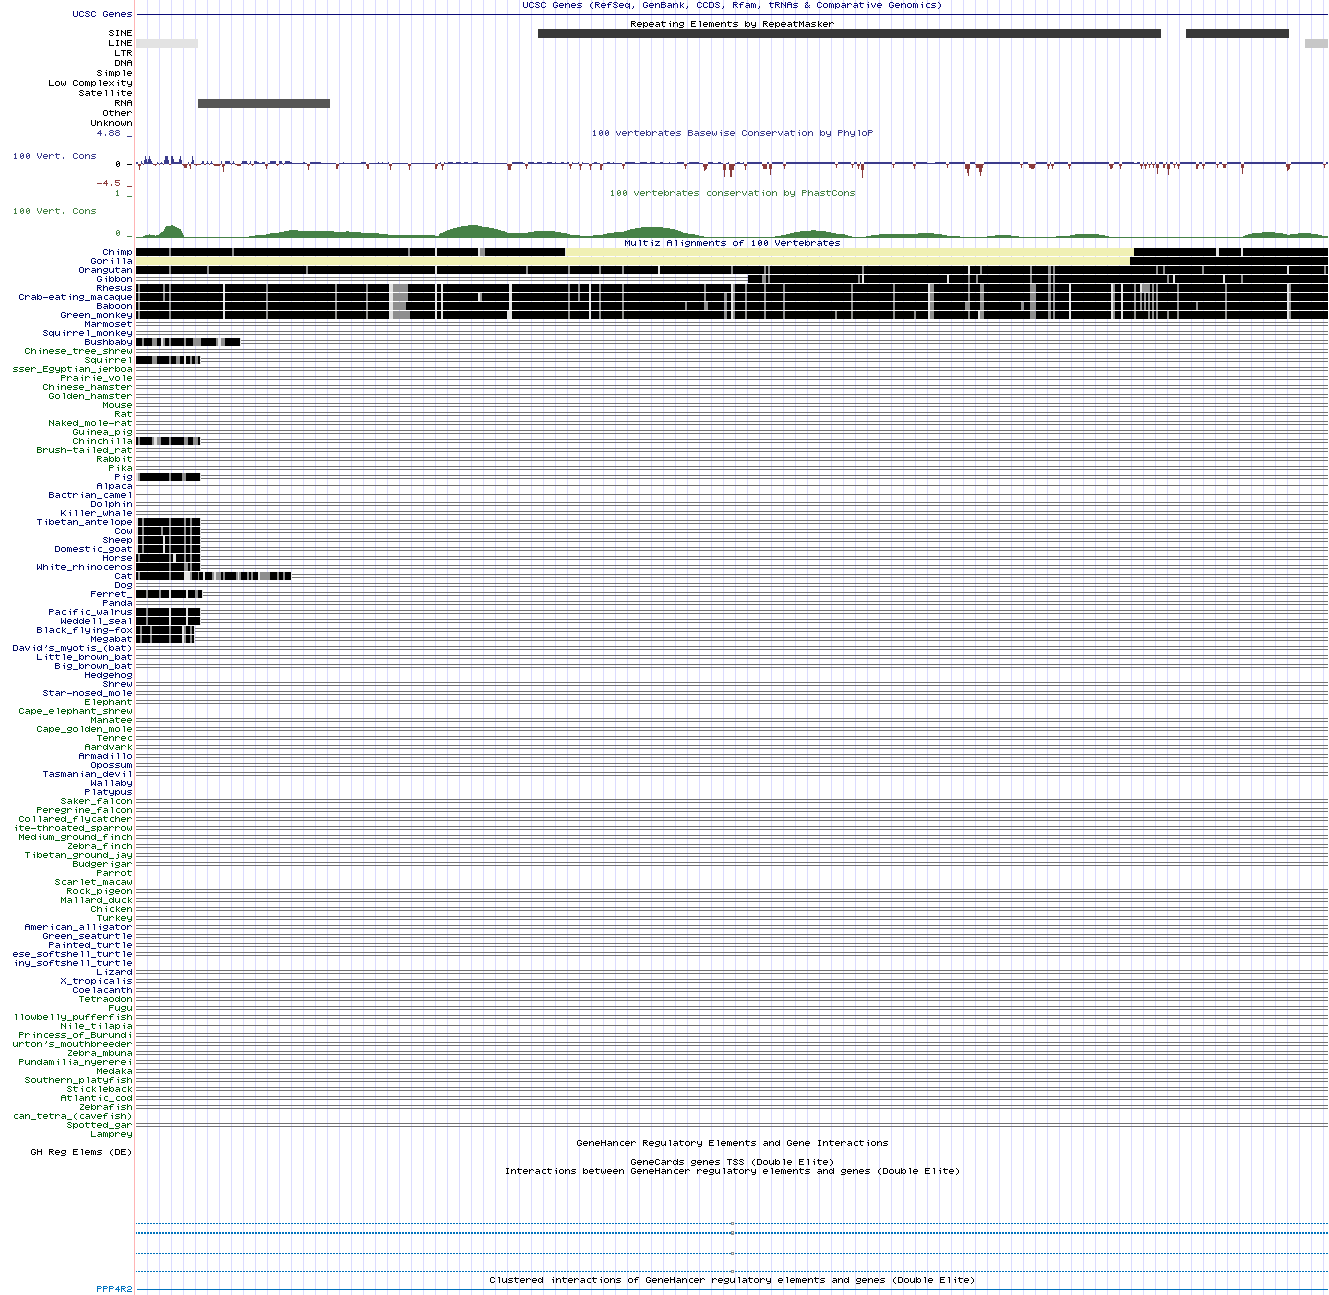 UCSC Genes (RefSeq, GenBank, CCDS, Rfam, tRNAs & Comparative Genomics)
UCSC Genes
Repeating Elements by RepeatMasker
SINE
LINE
LTR
DNA
Simple
Low Complexity
Satellite
RNA
Other
Unknown
4.88 _
100 vertebrates Basewise Conservation by PhyloP
100 Vert. Cons
0 _
-4.5 _
1 _
100 vertebrates conservation by PhastCons
100 Vert. Cons
0 _
Multiz Alignments of 100 Vertebrates
Chimp
Gorilla
Orangutan
Gibbon
Rhesus
Crab-eating_macaque
Baboon
Green_monkey
Marmoset
Squirrel_monkey
Bushbaby
Chinese_tree_shrew
Squirrel
sser_Egyptian_jerboa
Prairie_vole
Chinese_hamster
Golden_hamster
Mouse
Rat
Naked_mole-rat
Guinea_pig
Chinchilla
Brush-tailed_rat
Rabbit
Pika
Pig
Alpaca
Bactrian_camel
Dolphin
Killer_whale
Tibetan_antelope
Cow
Sheep
Domestic_goat
Horse
White_rhinoceros
Cat
Dog
Ferret_
Panda
Pacific_walrus
Weddell_seal
Black_flying-fox
Megabat
David's_myotis_(bat)
Little_brown_bat
Big_brown_bat
Hedgehog
Shrew
Star-nosed_mole
Elephant
Cape_elephant_shrew
Manatee
Cape_golden_mole
Tenrec
Aardvark
Armadillo
Opossum
Tasmanian_devil
Wallaby
Platypus
Saker_falcon
Peregrine_falcon
Collared_flycatcher
ite-throated_sparrow
Medium_ground_finch
Zebra_finch
Tibetan_ground_jay
Budgerigar
Parrot
Scarlet_macaw
Rock_pigeon
Mallard_duck
Chicken
Turkey
American_alligator
Green_seaturtle
Painted_turtle
ese_softshell_turtle
iny_softshell_turtle
Lizard
X_tropicalis
Coelacanth
Tetraodon
Fugu
llowbelly_pufferfish
Nile_tilapia
Princess_of_Burundi
urton's_mouthbreeder
Zebra_mbuna
Pundamilia_nyererei
Medaka
Southern_platyfish
Stickleback
Atlantic_cod
Zebrafish
can_tetra_(cavefish)
Spotted_gar
Lamprey
GeneHancer Regulatory Elements and Gene Interactions
GH Reg Elems (DE)
GeneCards genes TSS (Double Elite)
Interactions between GeneHancer regulatory elements and genes (Double Elite)
Clustered interactions of GeneHancer regulatory elements and genes (Double Elite)
PPP4R2